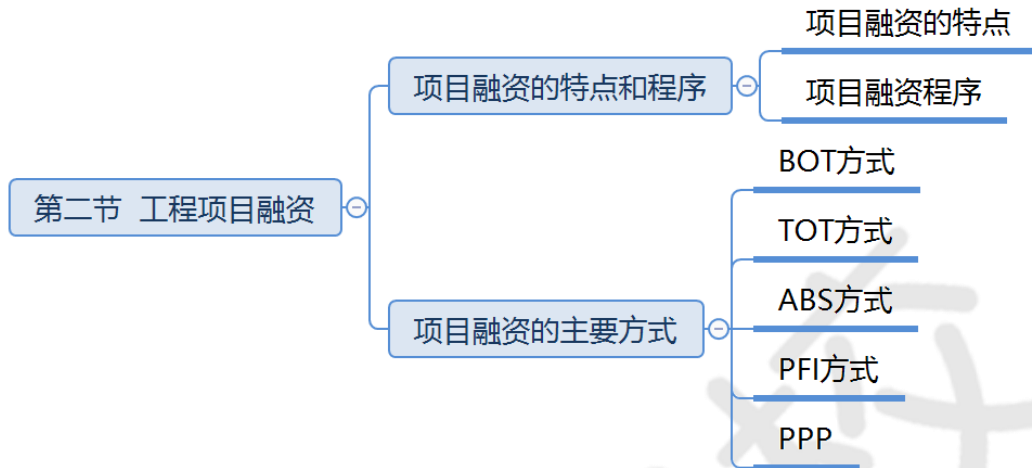 第二节 工程项目融资
项目融资的特点和程序
项目融资的特点
项目融资程序
项目融资的主要方式
BOT方式
TOT方式
ABS方式
PFI方式
PPP